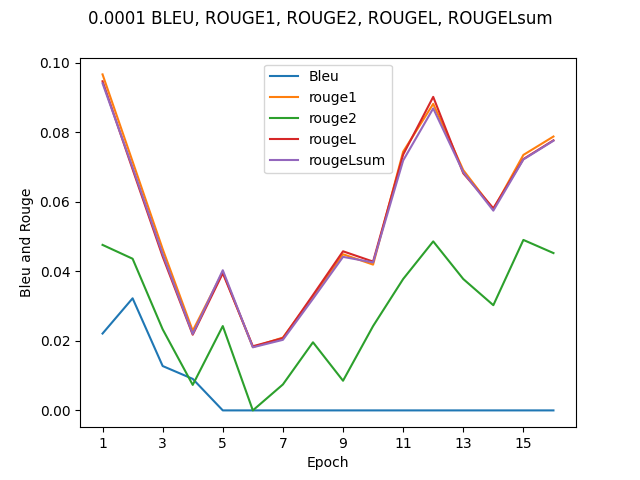 0.0001 BLEU, ROUGE1, ROUGE2, ROUGEL, ROUGELsum
0.10
0.08
0.06
0.04
0.02
0.00
Bleu and Rouge
Bleu
rouge1
rouge2
rougeL
rougeLsum
1 3 5 7 9 11 13 15
Epoch